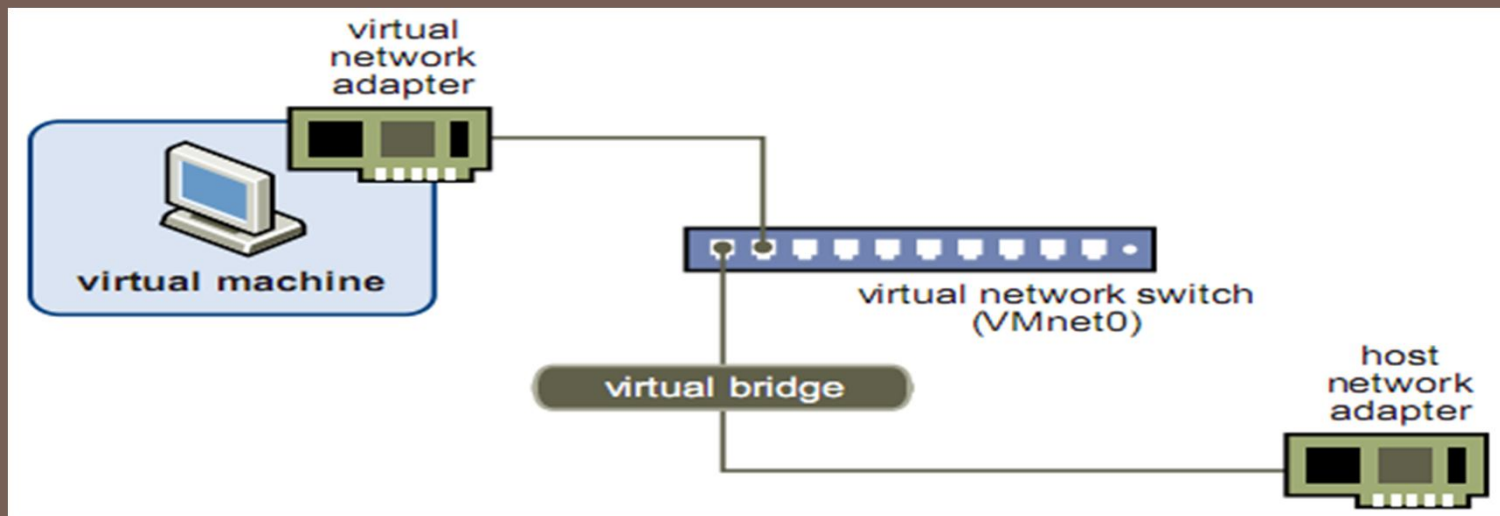 virtual
network
adapter
virtual machine
virtual network switch
(VMnet0)
virtual bridge
host
network
adapter